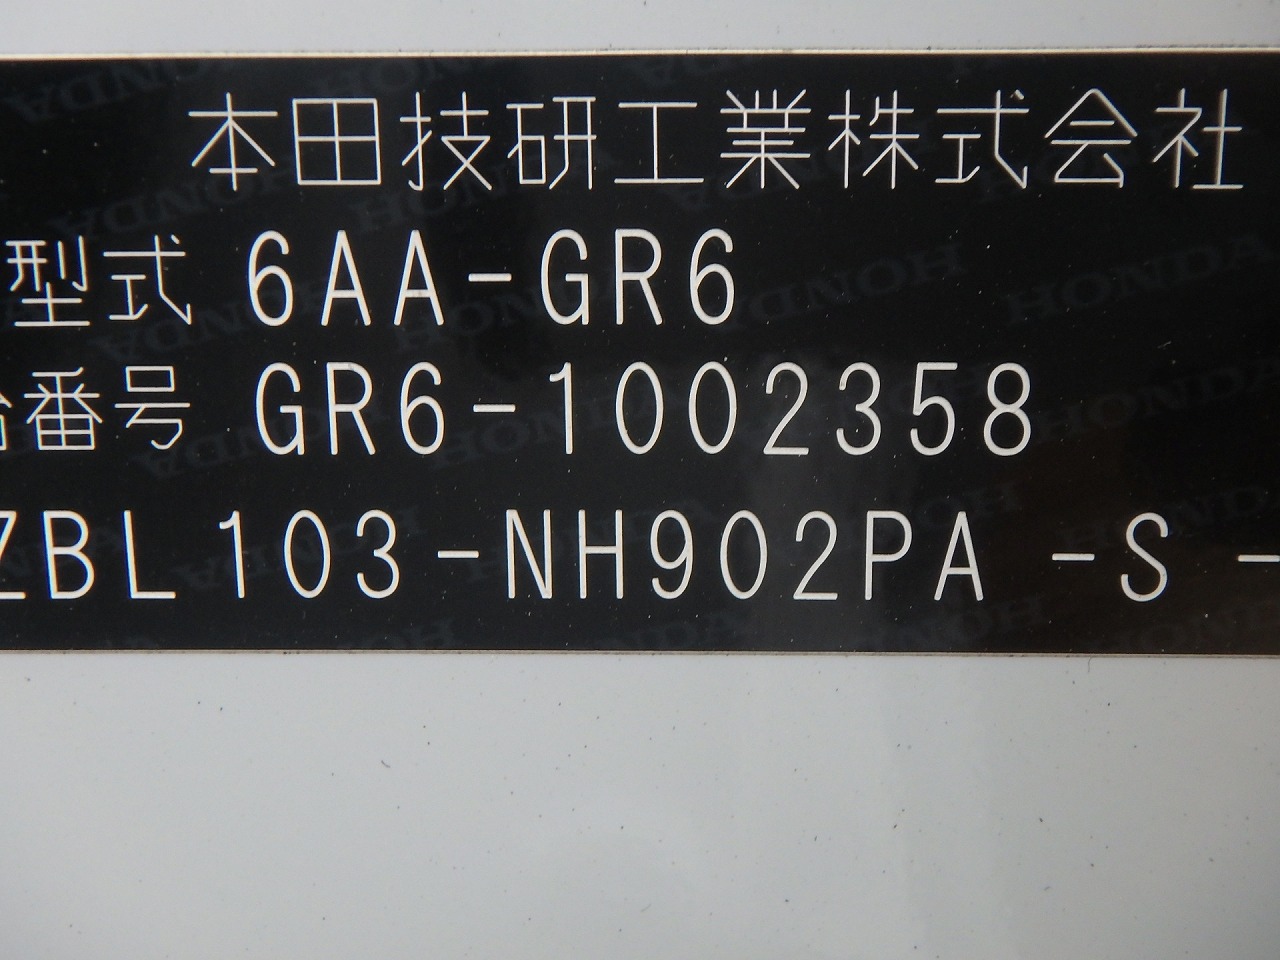 本田技研工業株式会社
型式 6AA-GR6
番号 GR6-1002358
ZBL103-NH902PA -S -